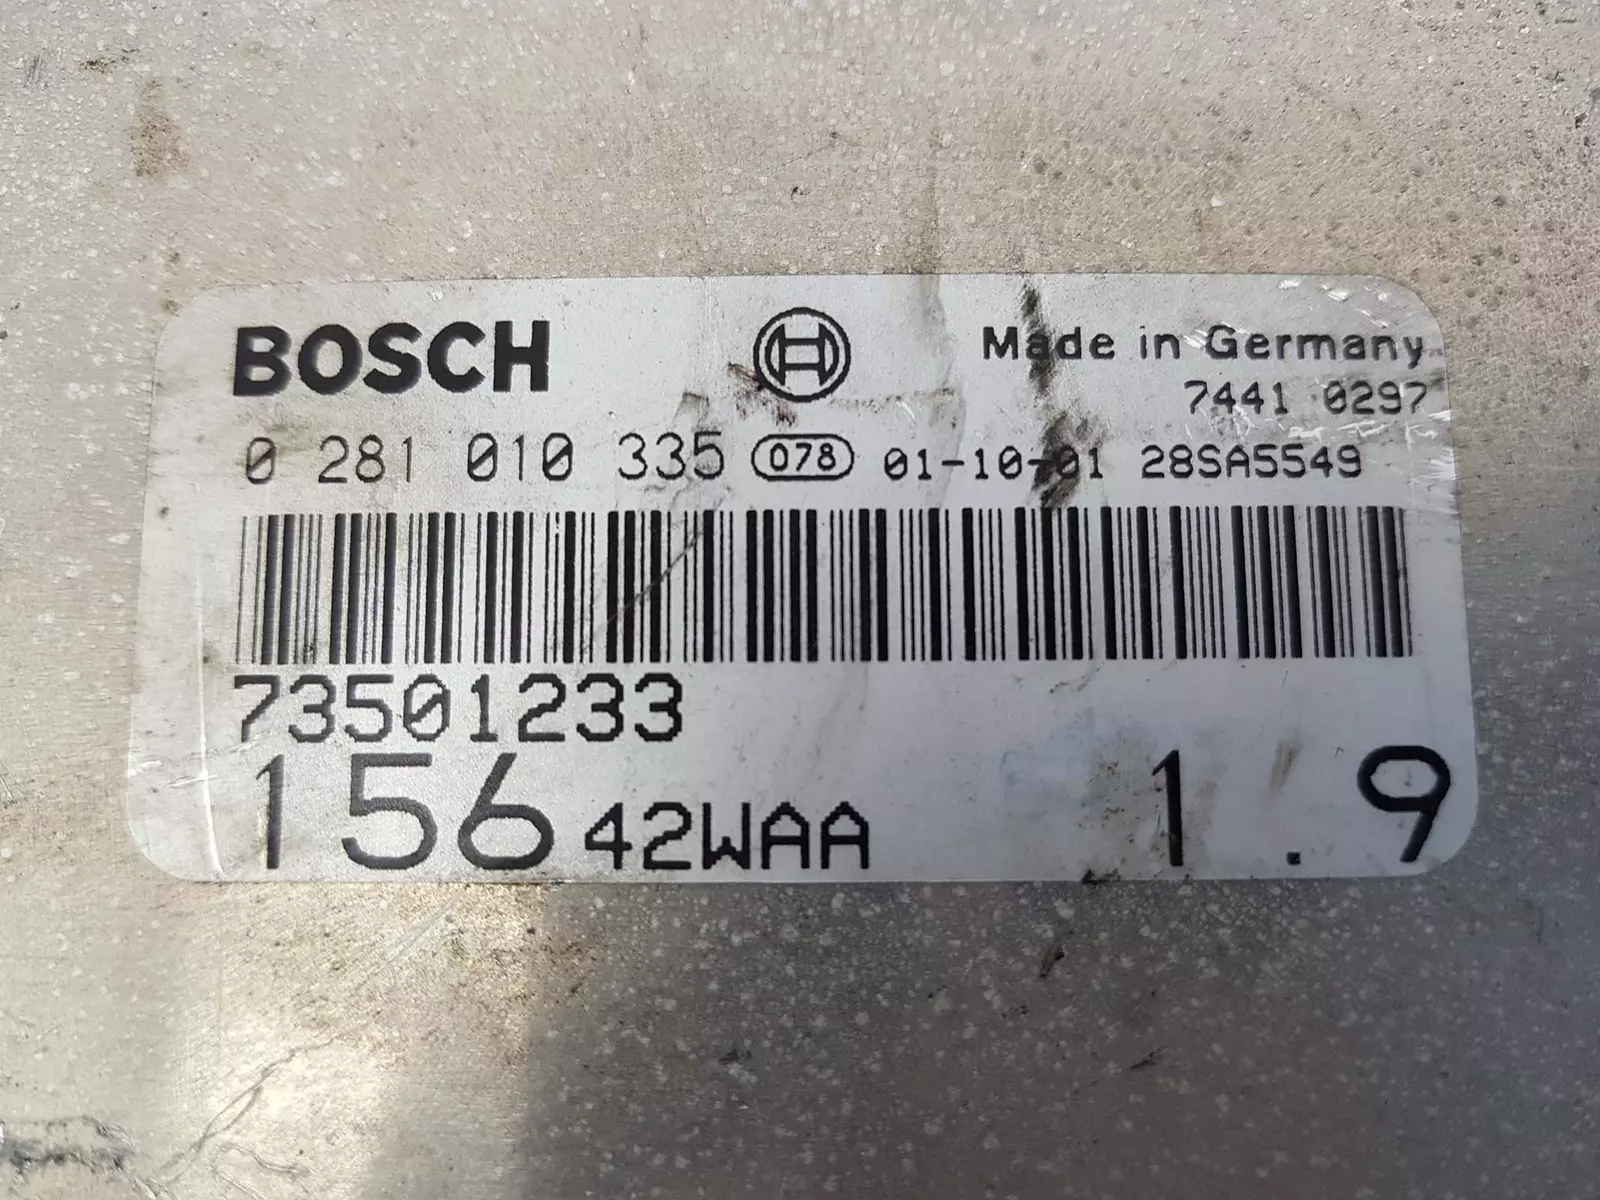 BOSCH Made in Germany
7441 0297
0 281 010 335 078 01-10-01 28SA5549
73501233
156 42WAA 1.9